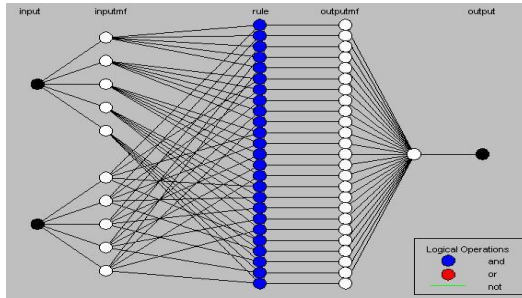 input
inputmf
rule
outputmf
output
Logical Operations
and
or
not